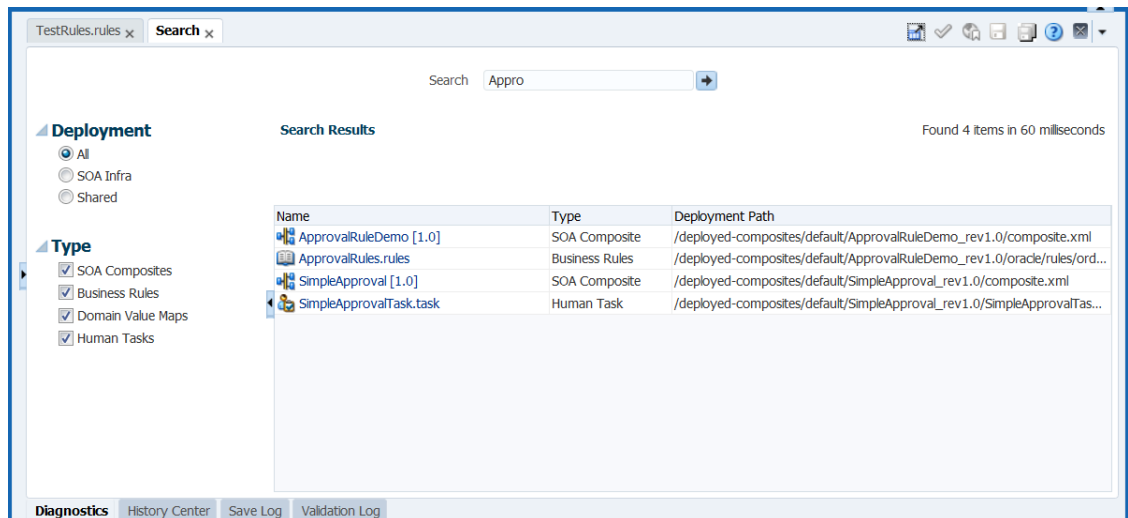 TestRules.rules x Search x
Search Appro
Deployment
All
SOA Infra
Shared
Type
SOA Composites
Business Rules
Domain Value Maps
Human Tasks
Search Results Found 4 items in 60 milliseconds
Name Type Deployment Path
ApprovalRuleDemo [1.0] SOA Composite /deployed-composites/default/ApprovalRuleDemo_rev1.0/composite.xml
ApprovalRules.rules Business Rules /deployed-composites/default/ApprovalRuleDemo_rev1.0/oracle/rules/ord...
SimpleApproval [1.0] SOA Composite /deployed-composites/default/SimpleApproval_rev1.0/composite.xml
SimpleApprovalTask.task Human Task /deployed-composites/default/SimpleApproval_rev1.0/SimpleApprovalTas...
Diagnostics History Center Save Log Validation Log